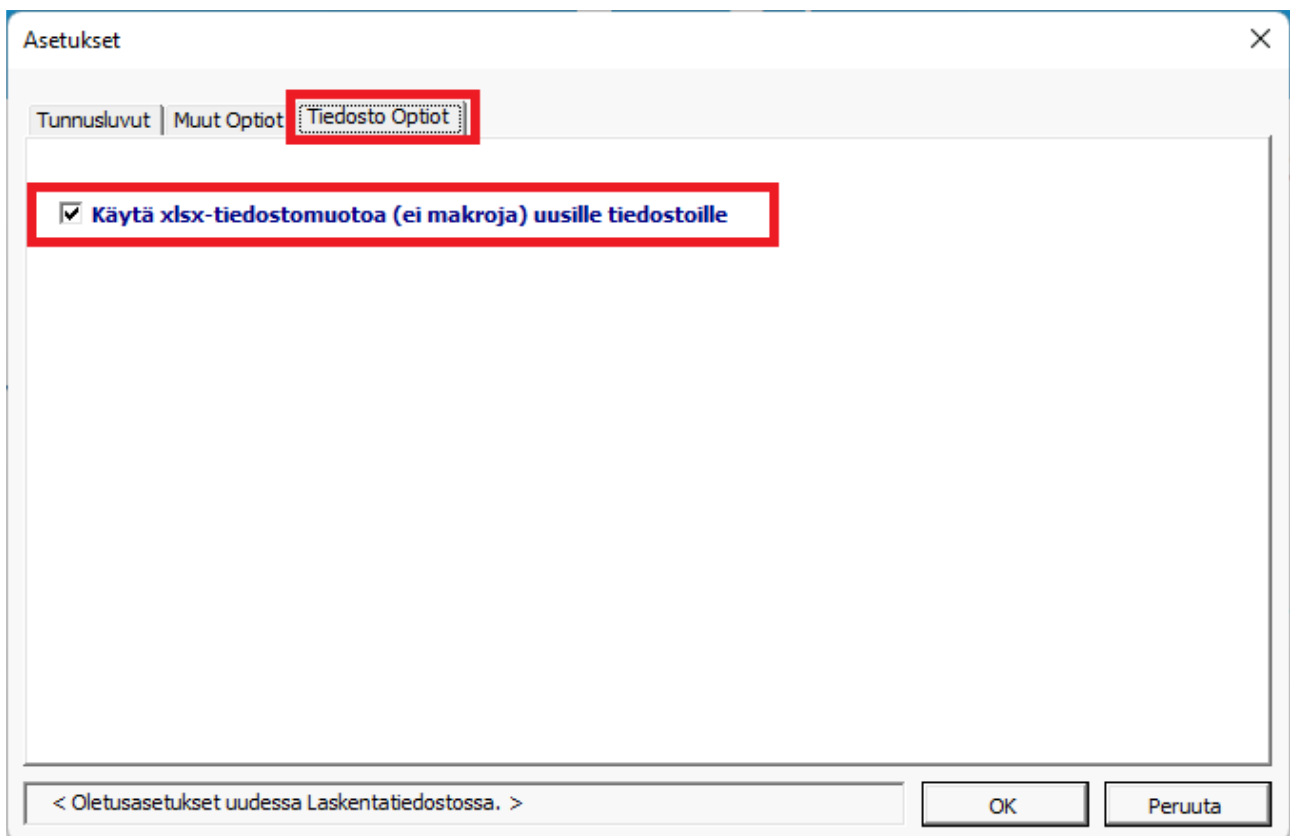 Asetukset
Tunnusluvut Muut Optiot Tiedosto Optiot
Käytä xlsx-tiedostomuotoa (ei makroja) uusille tiedostoille
< Oletusasetukset uudessa Laskentatiedostossa. > OK Peruuta